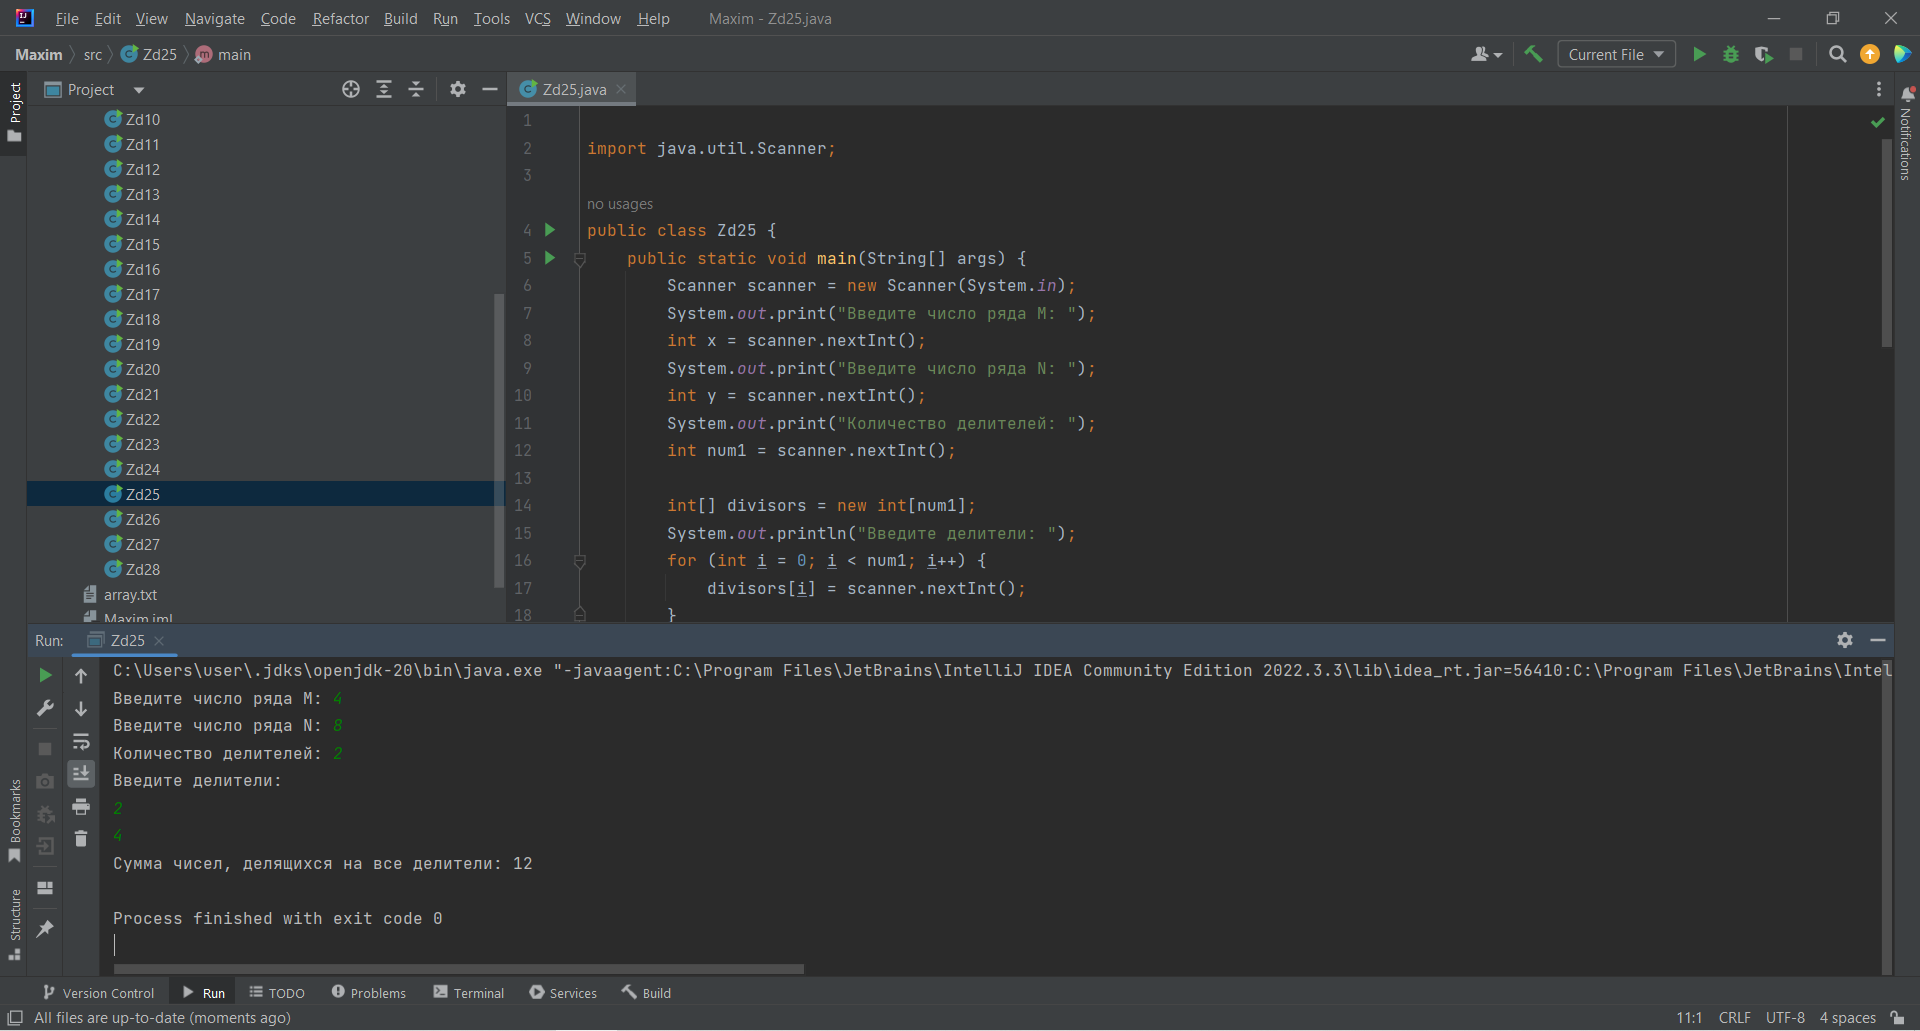 File Edit View Navigate Code Refactor Build Run Tools VCS Window Help Maxim - Zd25.java
Maxim src Zd25 main Current File
Project
Project
Zd10
Zd11
Zd12
Zd13
Zd14
Zd15
Zd16
Zd17
Zd18
Zd19
Zd20
Zd21
Zd22
Zd23
Zd24
Zd25
Zd26
Zd27
Zd28
array.txt
Maxim.iml
Zd25.java
1
2 import java.util.Scanner;
3
no usages
4 public class Zd25 {
5 public static void main(String[] args) {
6 Scanner scanner = new Scanner(System.in);
7 System.out.print("Введите число ряда M: ");
8 int x = scanner.nextInt();
9 System.out.print("Введите число ряда N: ");
10 int y = scanner.nextInt();
11 System.out.print("Количество делителей: ");
12 int num1 = scanner.nextInt();
13
14 int[] divisors = new int[num1];
15 System.out.println("Введите делители: ");
16 for (int i = 0; i < num1; i++) {
17 divisors[i] = scanner.nextInt();
18 }
Notifications
Run: Zd25
C:\Users\user\.jdks\openjdk-20\bin\java.exe "-javaagent:C:\Program Files\JetBrains\IntelliJ IDEA Community Edition 2022.3.3\lib\idea_rt.jar=56410:C:\Program Files\JetBrains\Intel
Введите число ряда M: 4
Введите число ряда N: 8
Количество делителей: 2
Введите делители:
2
4
Сумма чисел, делящихся на все делители: 12
Process finished with exit code 0
Bookmarks
Structure
Version Control Run TODO Problems Terminal Services Build
All files are up-to-date (moments ago) 11:1 CRLF UTF-8 4 spaces